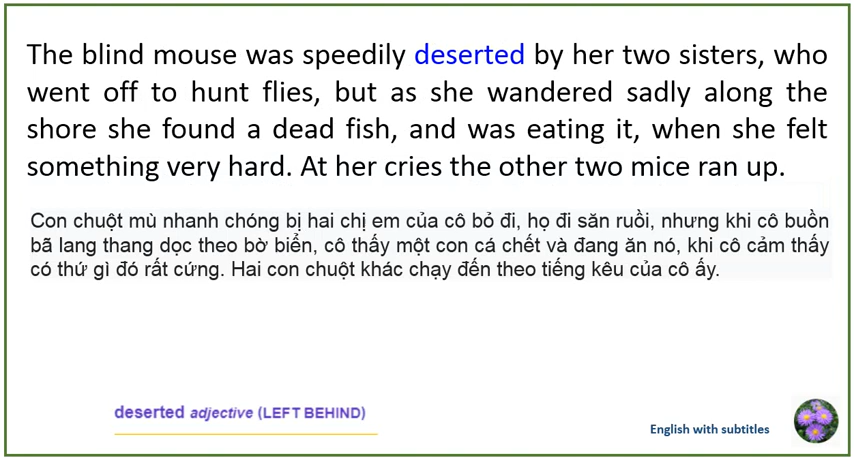 The blind mouse was speedily deserted by her two sisters, who
went off to hunt flies, but as she wandered sadly along the
shore she found a dead fish, and was eating it, when she felt
something very hard. At her cries the other two mice ran up.
Con chuột mù nhanh chóng bị hai chị em của cô bỏ đi, họ đi săn ruồi, nhưng khi cô buồn
bã lang thang dọc theo bờ biển, cô thấy một con cá chết và đang ăn nó, khi cô cảm thấy
có thứ gì đó rất cứng. Hai con chuột khác chạy đến theo tiếng kêu của cô ấy.
deserted adjective (LEFT BEHIND)
English with subtitles